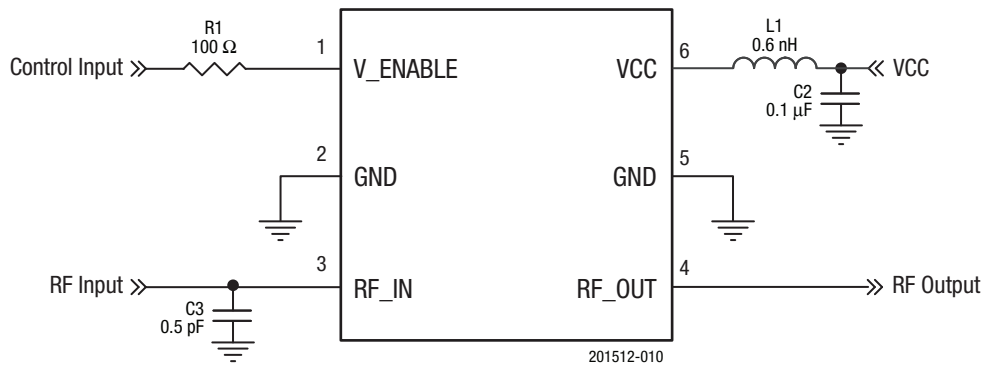 R1
100 Ω
Control Input
1
V_ENABLE
VCC
6
L1
0.6 nH
VCC
C2
0.1 μF
2
GND
GND
5
RF Input
3
RF_IN
RF_OUT
4
RF Output
C3
0.5 pF
201512-010